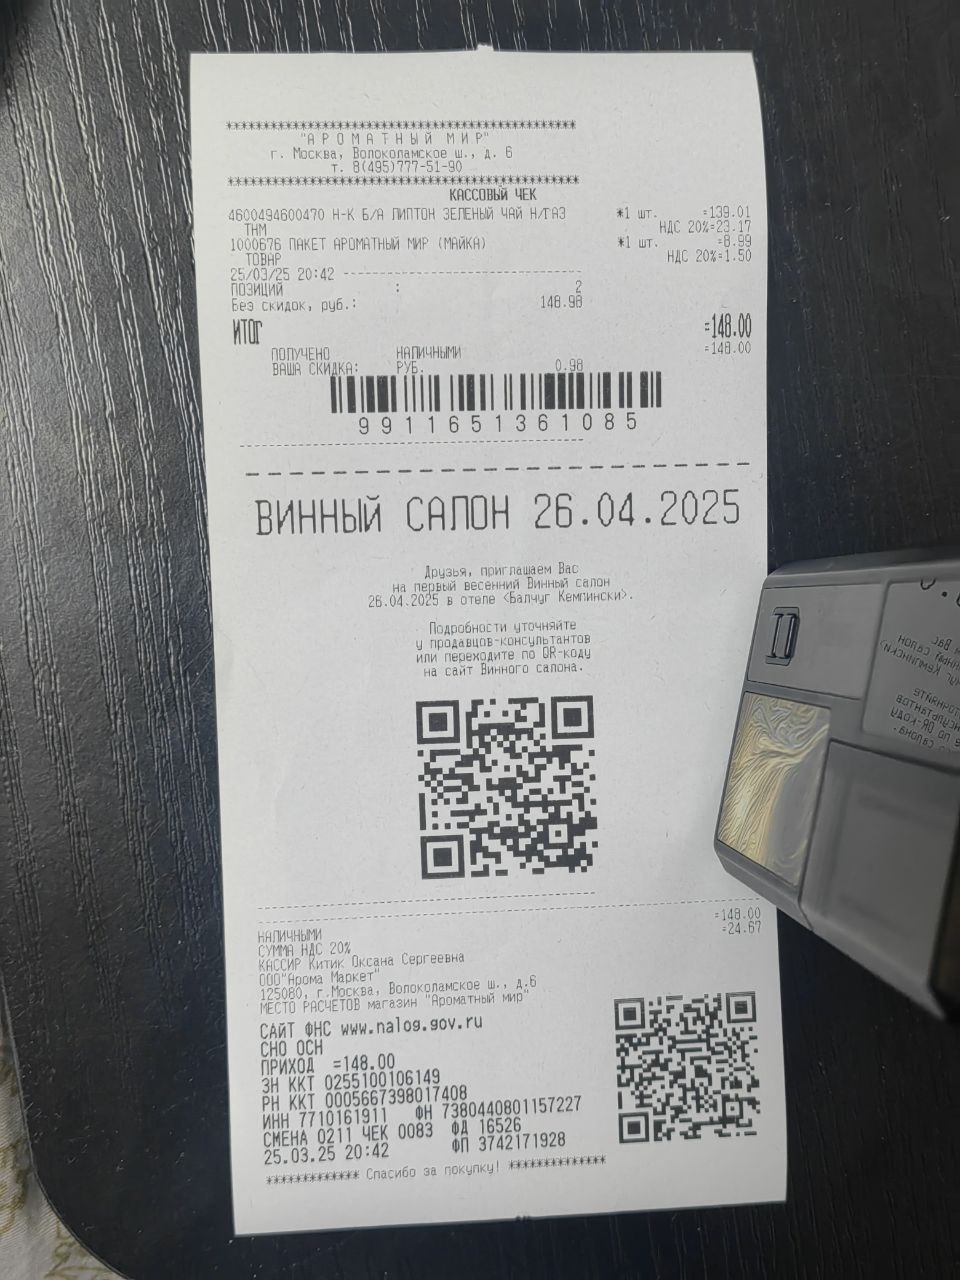 ********************************************
"АРОМАТНЫЙ МИР"
г. Москва, Волоколамское ш., д. 6
т. 8(495)777-51-90
********************************************
КАССОВЫЙ ЧЕК
4600494600470 Н-К Б/А ЛИПТОН ЗЕЛЕНЫЙ ЧАЙ Н/ГАЗ *1 шт. =139.01
ТНМ НДС 20%=23.17
1000676 ПАКЕТ АРОМАТНЫЙ МИР (МАЙКА) *1 шт. =8.99
ТОВАР НДС 20%=1.50
25/03/25 20:42 --------------------------------
ПОЗИЦИЙ : 2
Без скидок, руб.: 148.98
ИТОГ =148.00
ПОЛУЧЕНО НАЛИЧНЫМИ =148.00
ВАША СКИДКА: РУБ. 0.98
9911651361085
ВИННЫЙ САЛОН 26.04.2025
Друзья, приглашаем Вас
на первый весенний Винный салон
26.04.2025 в отеле <Балчуг Кемпински>.
Подробности уточняйте
у продавцов-консультантов
или переходите по QR-коду
на сайт Винного салона.
НАЛИЧНЫМИ =148.00
СУММА НДС 20% =24.67
КАССИР Китик Оксана Сергеевна
ООО"Арома Маркет"
125080, г.Москва, Волоколамское ш., д.6
МЕСТО РАСЧЕТОВ магазин "Ароматный мир"
САЙТ ФНС www.nalog.gov.ru
СНО ОСН
ПРИХОД =148.00
ЗН ККТ 0255100106149
РН ККТ 0005667398017408
ИНН 7710161911 ФН 7380440801157227
СМЕНА 0211 ЧЕК 0083 ФД 16526
25.03.25 20:42 ФП 3742171928
************* Спасибо за покупку! *************